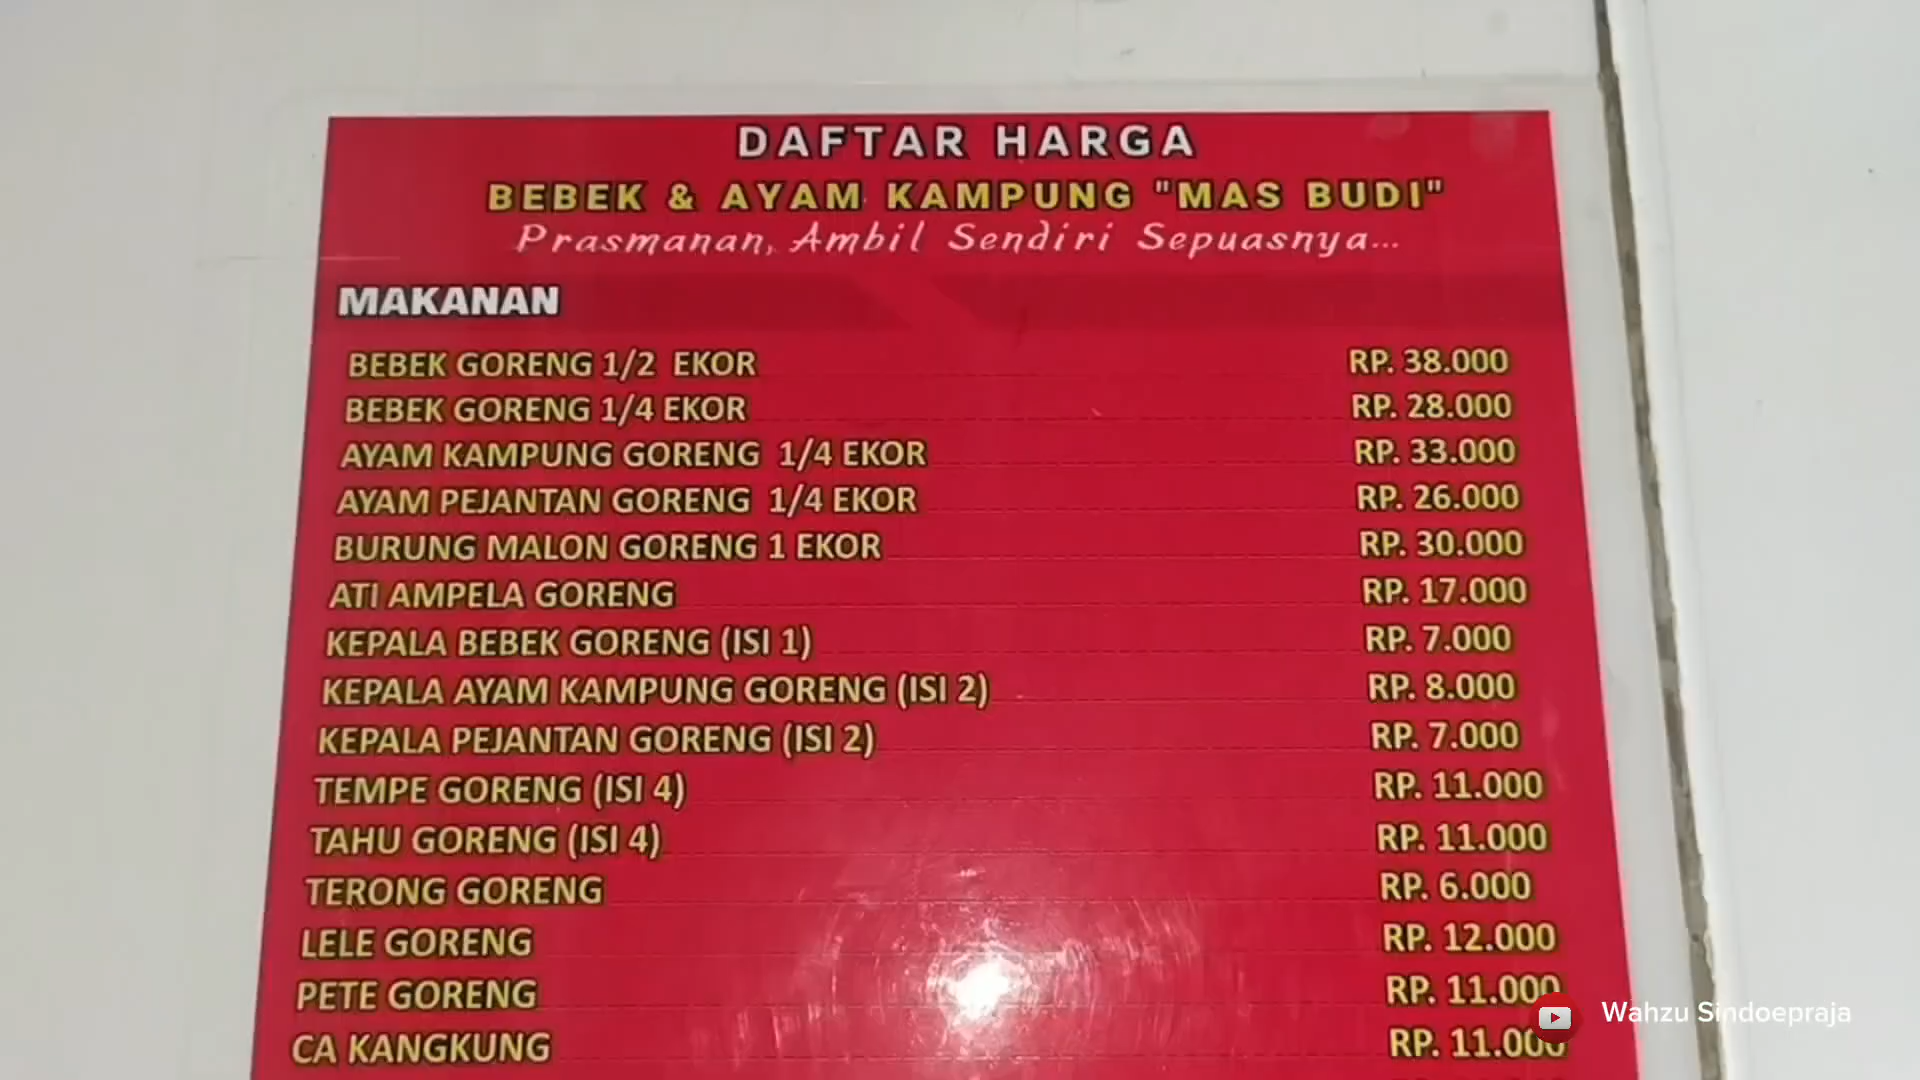 DAFTAR HARGA
BEBEK & AYAM KAMPUNG "MAS BUDI"
Prasmanan, Ambil Sendiri Sepuasnya...
MAKANAN
BEBEK GORENG 1/2 EKOR RP. 38.000
BEBEK GORENG 1/4 EKOR RP. 28.000
AYAM KAMPUNG GORENG 1/4 EKOR RP. 33.000
AYAM PEJANTAN GORENG 1/4 EKOR RP. 26.000
BURUNG MALON GORENG 1 EKOR RP. 30.000
ATI AMPELA GORENG RP. 17.000
KEPALA BEBEK GORENG (ISI 1) RP. 7.000
KEPALA AYAM KAMPUNG GORENG (ISI 2) RP. 8.000
KEPALA PEJANTAN GORENG (ISI 2) RP. 7.000
TEMPE GORENG (ISI 4) RP. 11.000
TAHU GORENG (ISI 4) RP. 11.000
TERONG GORENG RP. 6.000
LELE GORENG RP. 12.000
PETE GORENG RP. 11.000
CA KANGKUNG RP. 11.000
Wahzu Sindoepraja